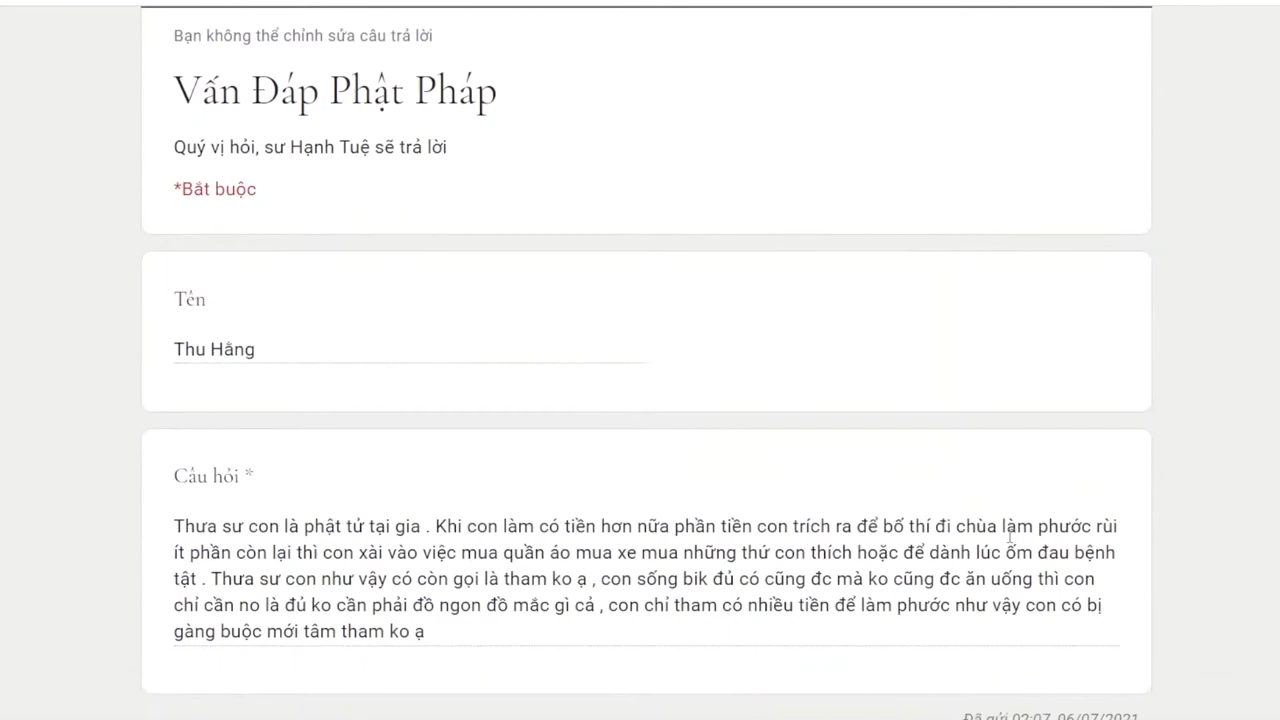 Bạn không thể chỉnh sửa câu trả lời
Vấn Đáp Phật Pháp
Quý vị hỏi, sư Hạnh Tuệ sẽ trả lời
*Bắt buộc
Tên
Thu Hằng
Câu hỏi *
Thưa sư con là phật tử tại gia . Khi con làm có tiền hơn nữa phần tiền con trích ra để bố thí đi chùa làm phước rùi
ít phần còn lại thì con xài vào việc mua quần áo mua xe mua những thứ con thích hoặc để dành lúc ốm đau bệnh
tật . Thưa sư con như vậy có còn gọi là tham ko ạ , con sống bik đủ có cũng đc mà ko cũng đc ăn uống thì con
chỉ cần no là đủ ko cần phải đồ ngon đồ mắc gì cả , con chỉ tham có nhiều tiền để làm phước như vậy con có bị
gàng buộc mới tâm tham ko ạ
Đã gửi 02:07, 06/07/2021